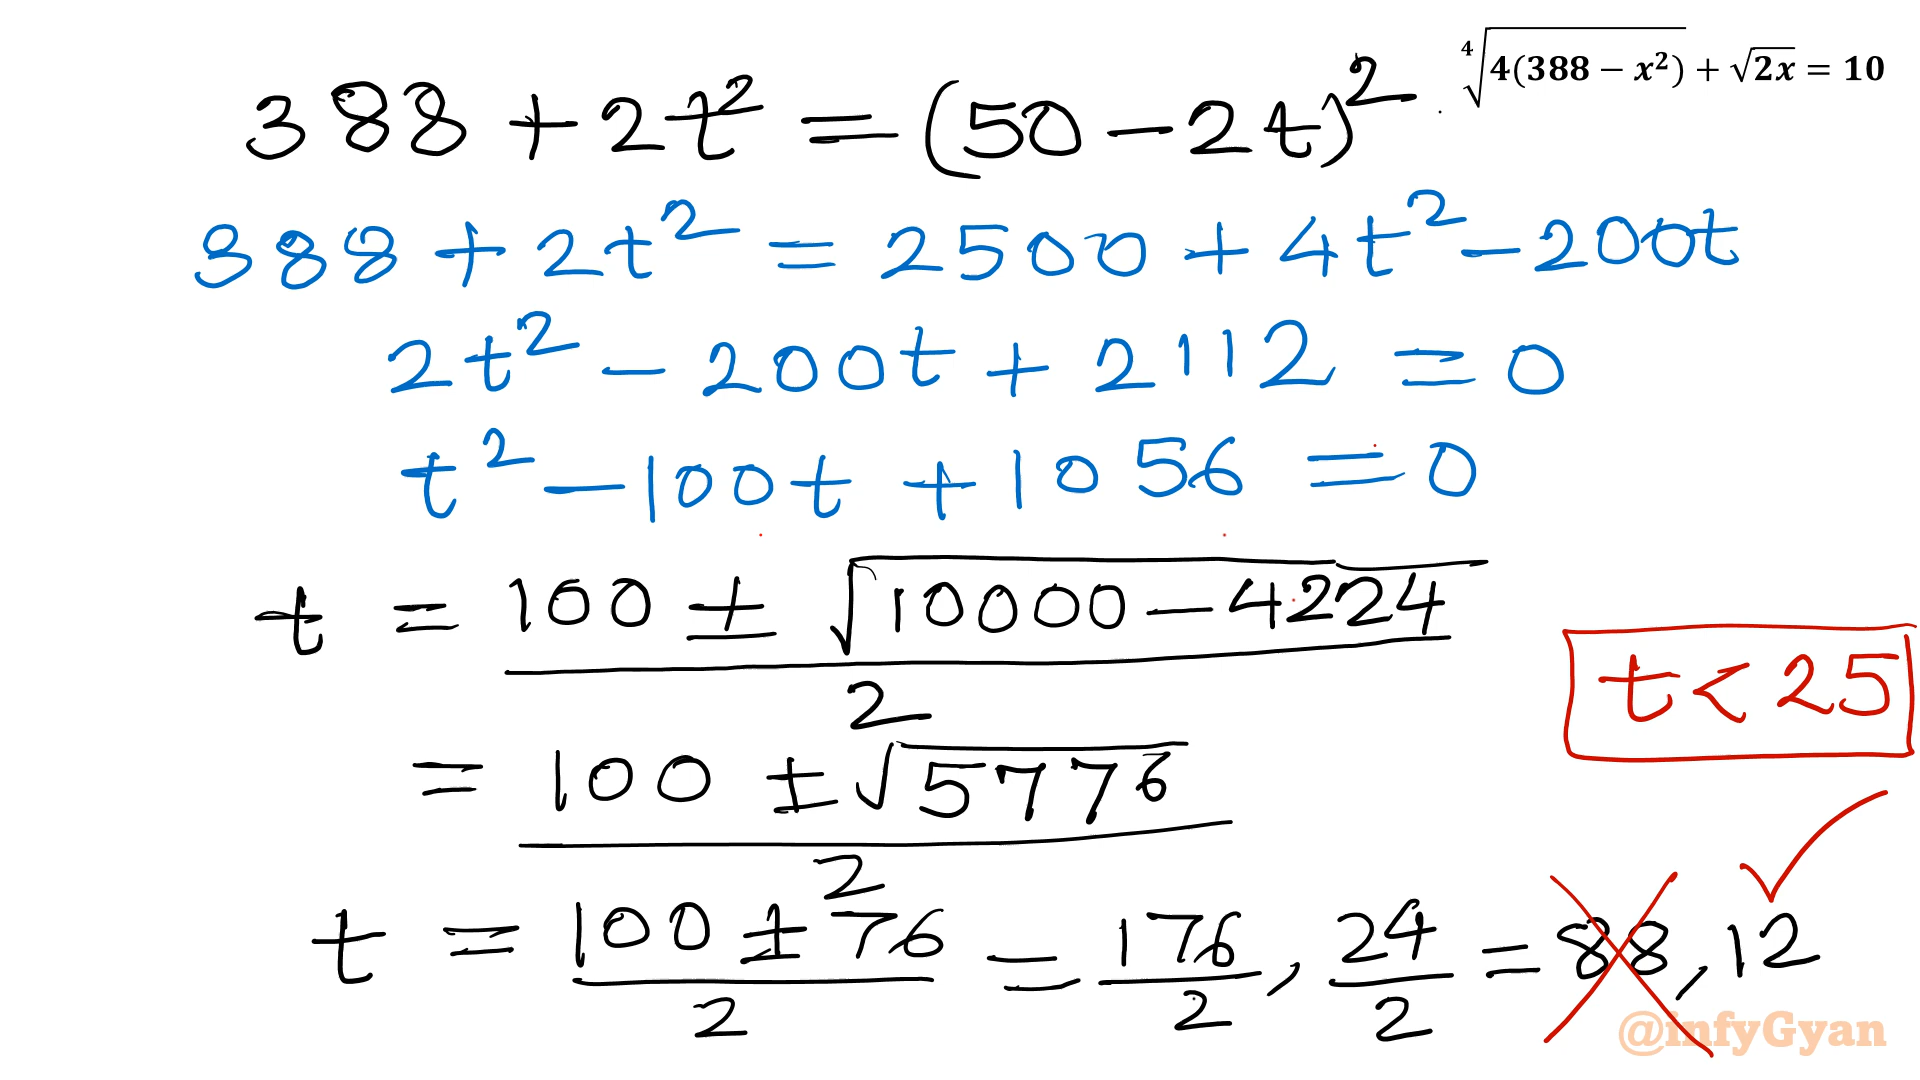 ∜4(388 − x²) + √2x = 10
388 + 2t² = (50 − 2t)²
388 + 2t² = 2500 + 4t² − 200t
2t² − 200t + 2112 = 0
t² − 100t + 1056 = 0
t = (100 ± √10000 − 4224) / 2
t < 25
= (100 ± √5776) / 2
t = (100 ± 76) / 2 = 176/2, 24/2 = 88, 12
@infyGyan